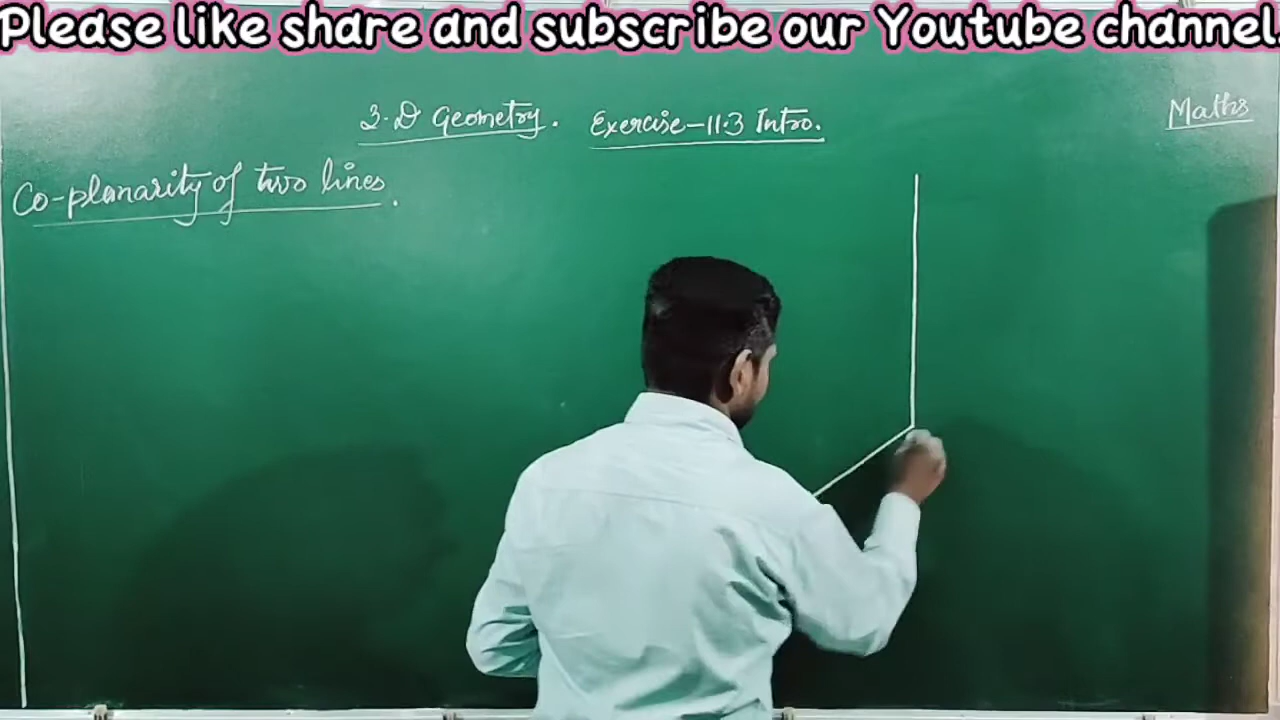 Please like share and subscribe our Youtube channel.
3-D Geometry. Exercise-11.3 Intro.
Maths
Co-planarity of two lines.